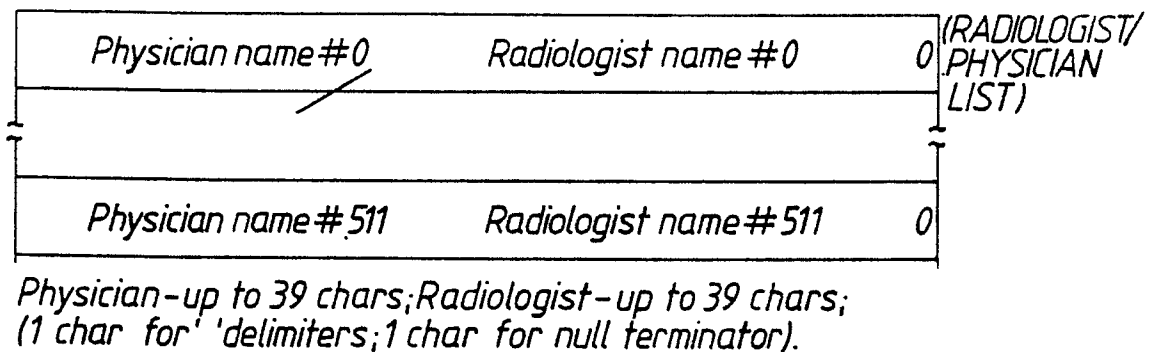 Physician name #0 Radiologist name #0 0
(RADIOLOGIST/
PHYSICIAN
LIST)
Physician name #511 Radiologist name #511 0
Physician-up to 39 chars; Radiologist-up to 39 chars;
(1 char for' 'delimiters; 1 char for null terminator).